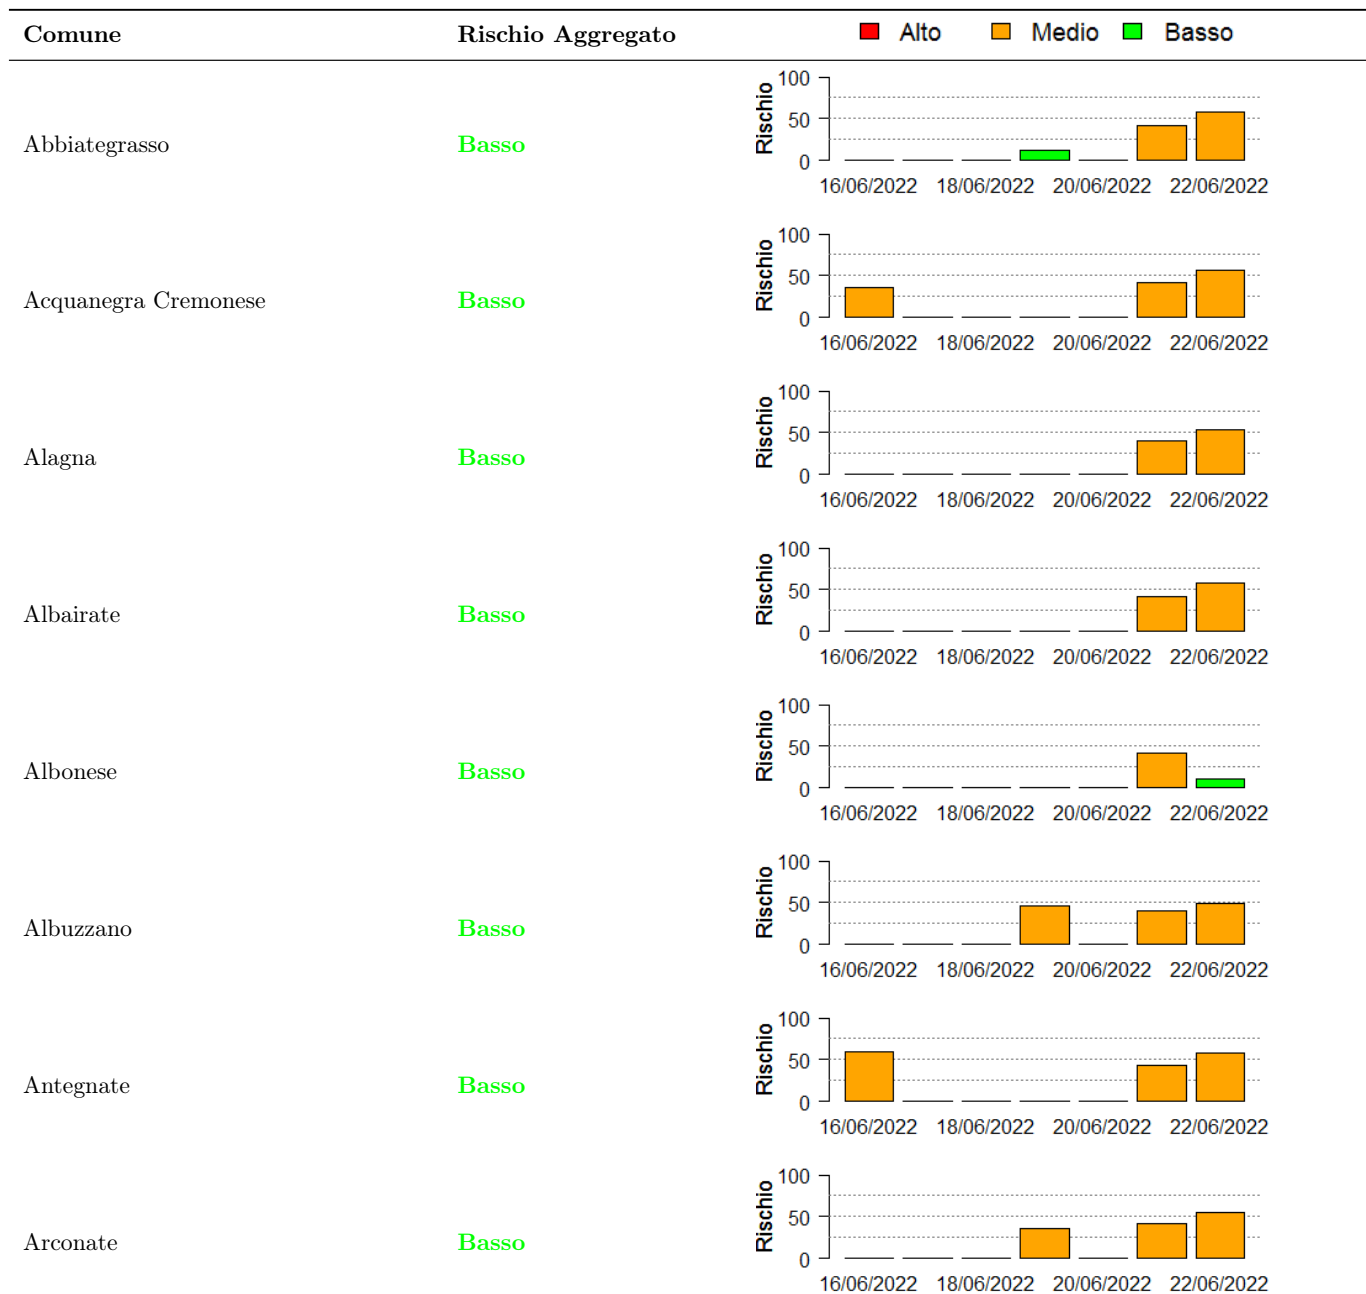 Comune Rischio Aggregato Alto Medio Basso
100
50
0
Rischio
Abbiategrasso Basso
16/06/2022 18/06/2022 20/06/2022 22/06/2022
100
50
0
Rischio
Acquanegra Cremonese Basso
16/06/2022 18/06/2022 20/06/2022 22/06/2022
100
50
0
Rischio
Alagna Basso
16/06/2022 18/06/2022 20/06/2022 22/06/2022
100
50
0
Rischio
Albairate Basso
16/06/2022 18/06/2022 20/06/2022 22/06/2022
100
50
0
Rischio
Albonese Basso
16/06/2022 18/06/2022 20/06/2022 22/06/2022
100
50
0
Rischio
Albuzzano Basso
16/06/2022 18/06/2022 20/06/2022 22/06/2022
100
50
0
Rischio
Antegnate Basso
16/06/2022 18/06/2022 20/06/2022 22/06/2022
100
50
0
Rischio
Arconate Basso
16/06/2022 18/06/2022 20/06/2022 22/06/2022